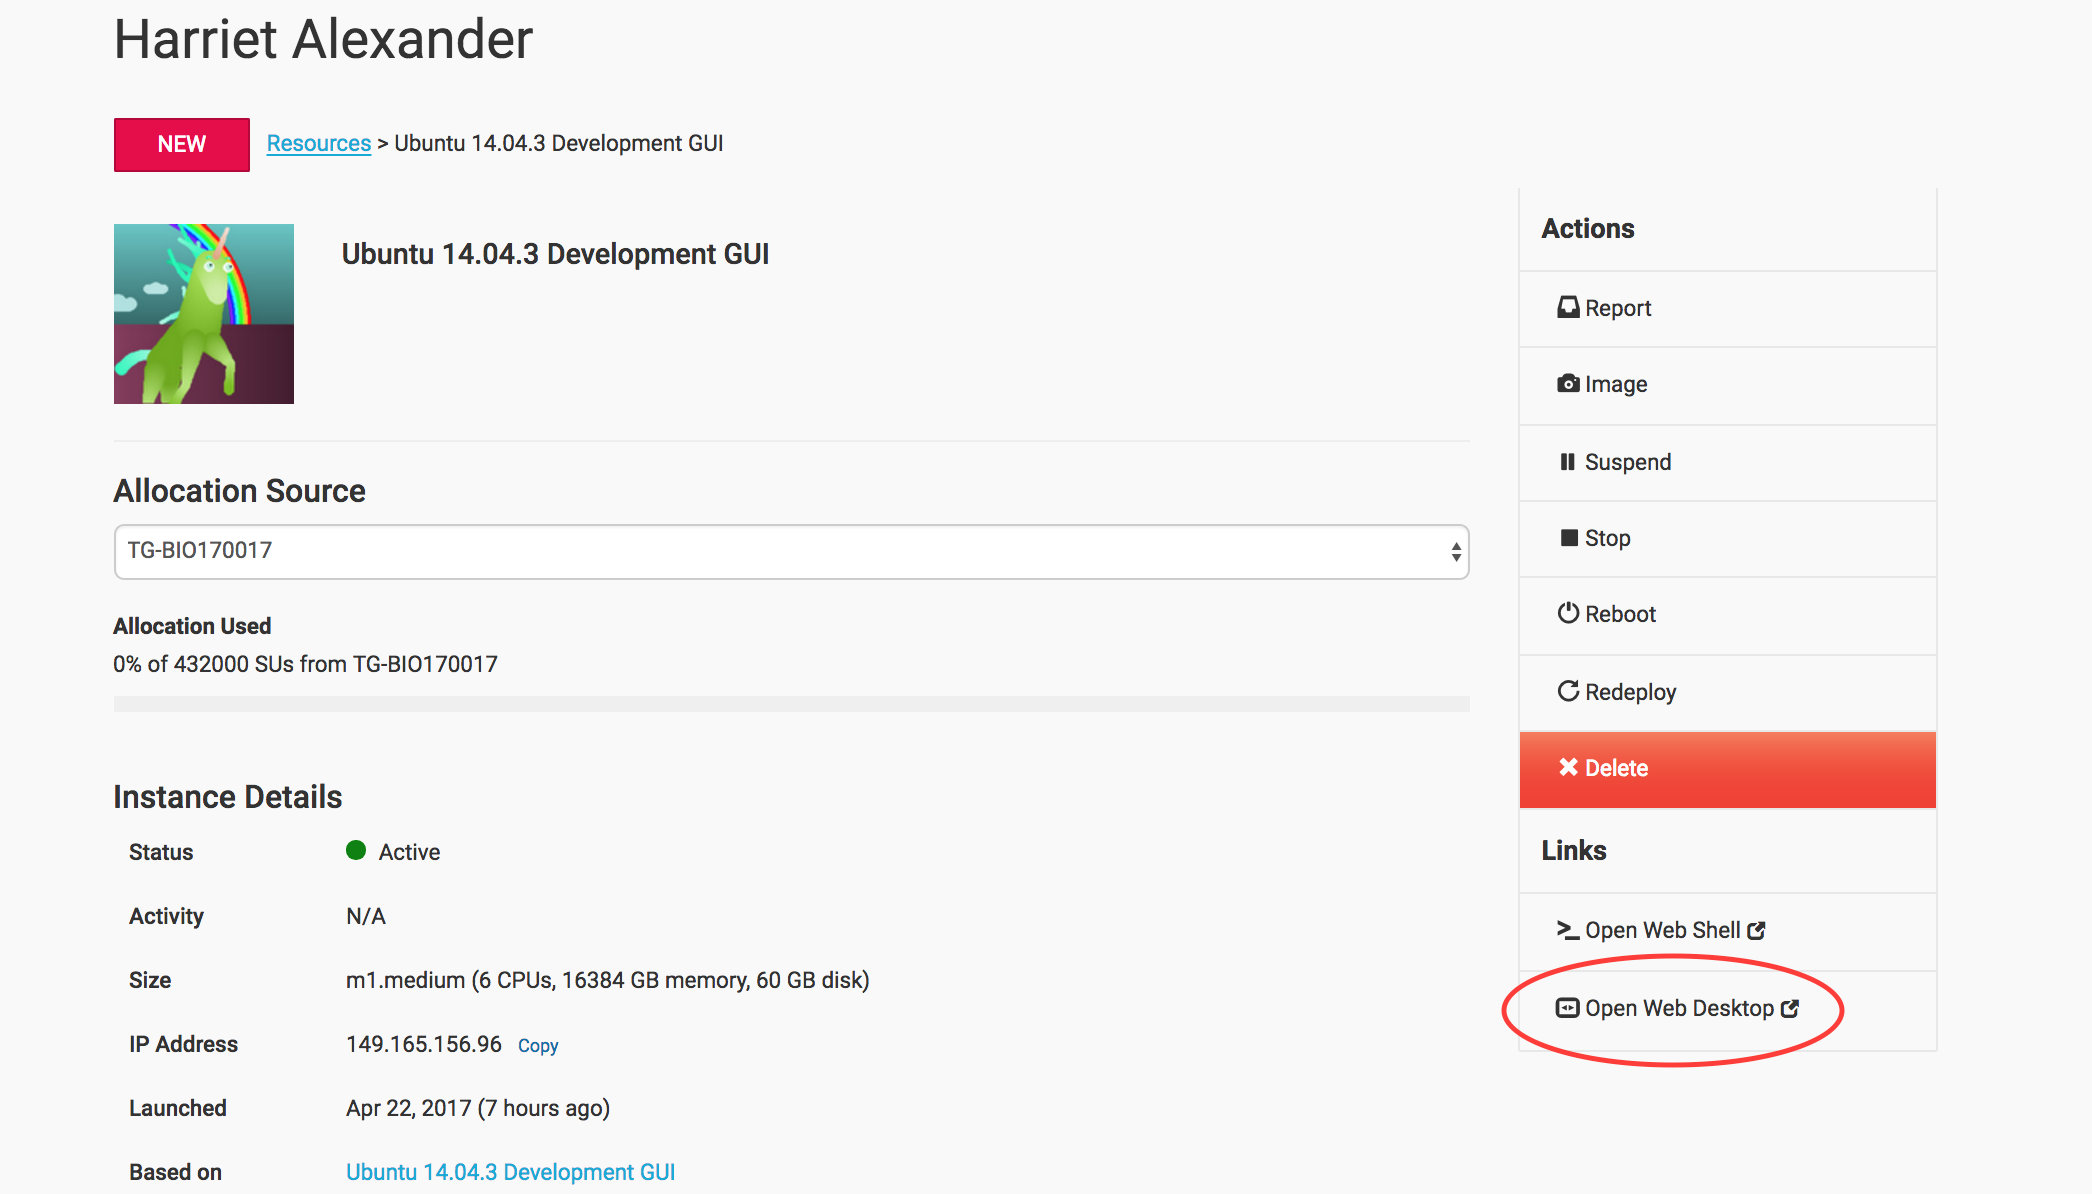 Harriet Alexander
NEW
Resources > Ubuntu 14.04.3 Development GUI
Ubuntu 14.04.3 Development GUI
Allocation Source
TG-BIO170017
Allocation Used
0% of 432000 SUs from TG-BIO170017
Instance Details
Status Active
Activity N/A
Size m1.medium (6 CPUs, 16384 GB memory, 60 GB disk)
IP Address 149.165.156.96 Copy
Launched Apr 22, 2017 (7 hours ago)
Based on Ubuntu 14.04.3 Development GUI
Actions
Report
Image
Suspend
Stop
Reboot
Redeploy
Delete
Links
Open Web Shell
Open Web Desktop